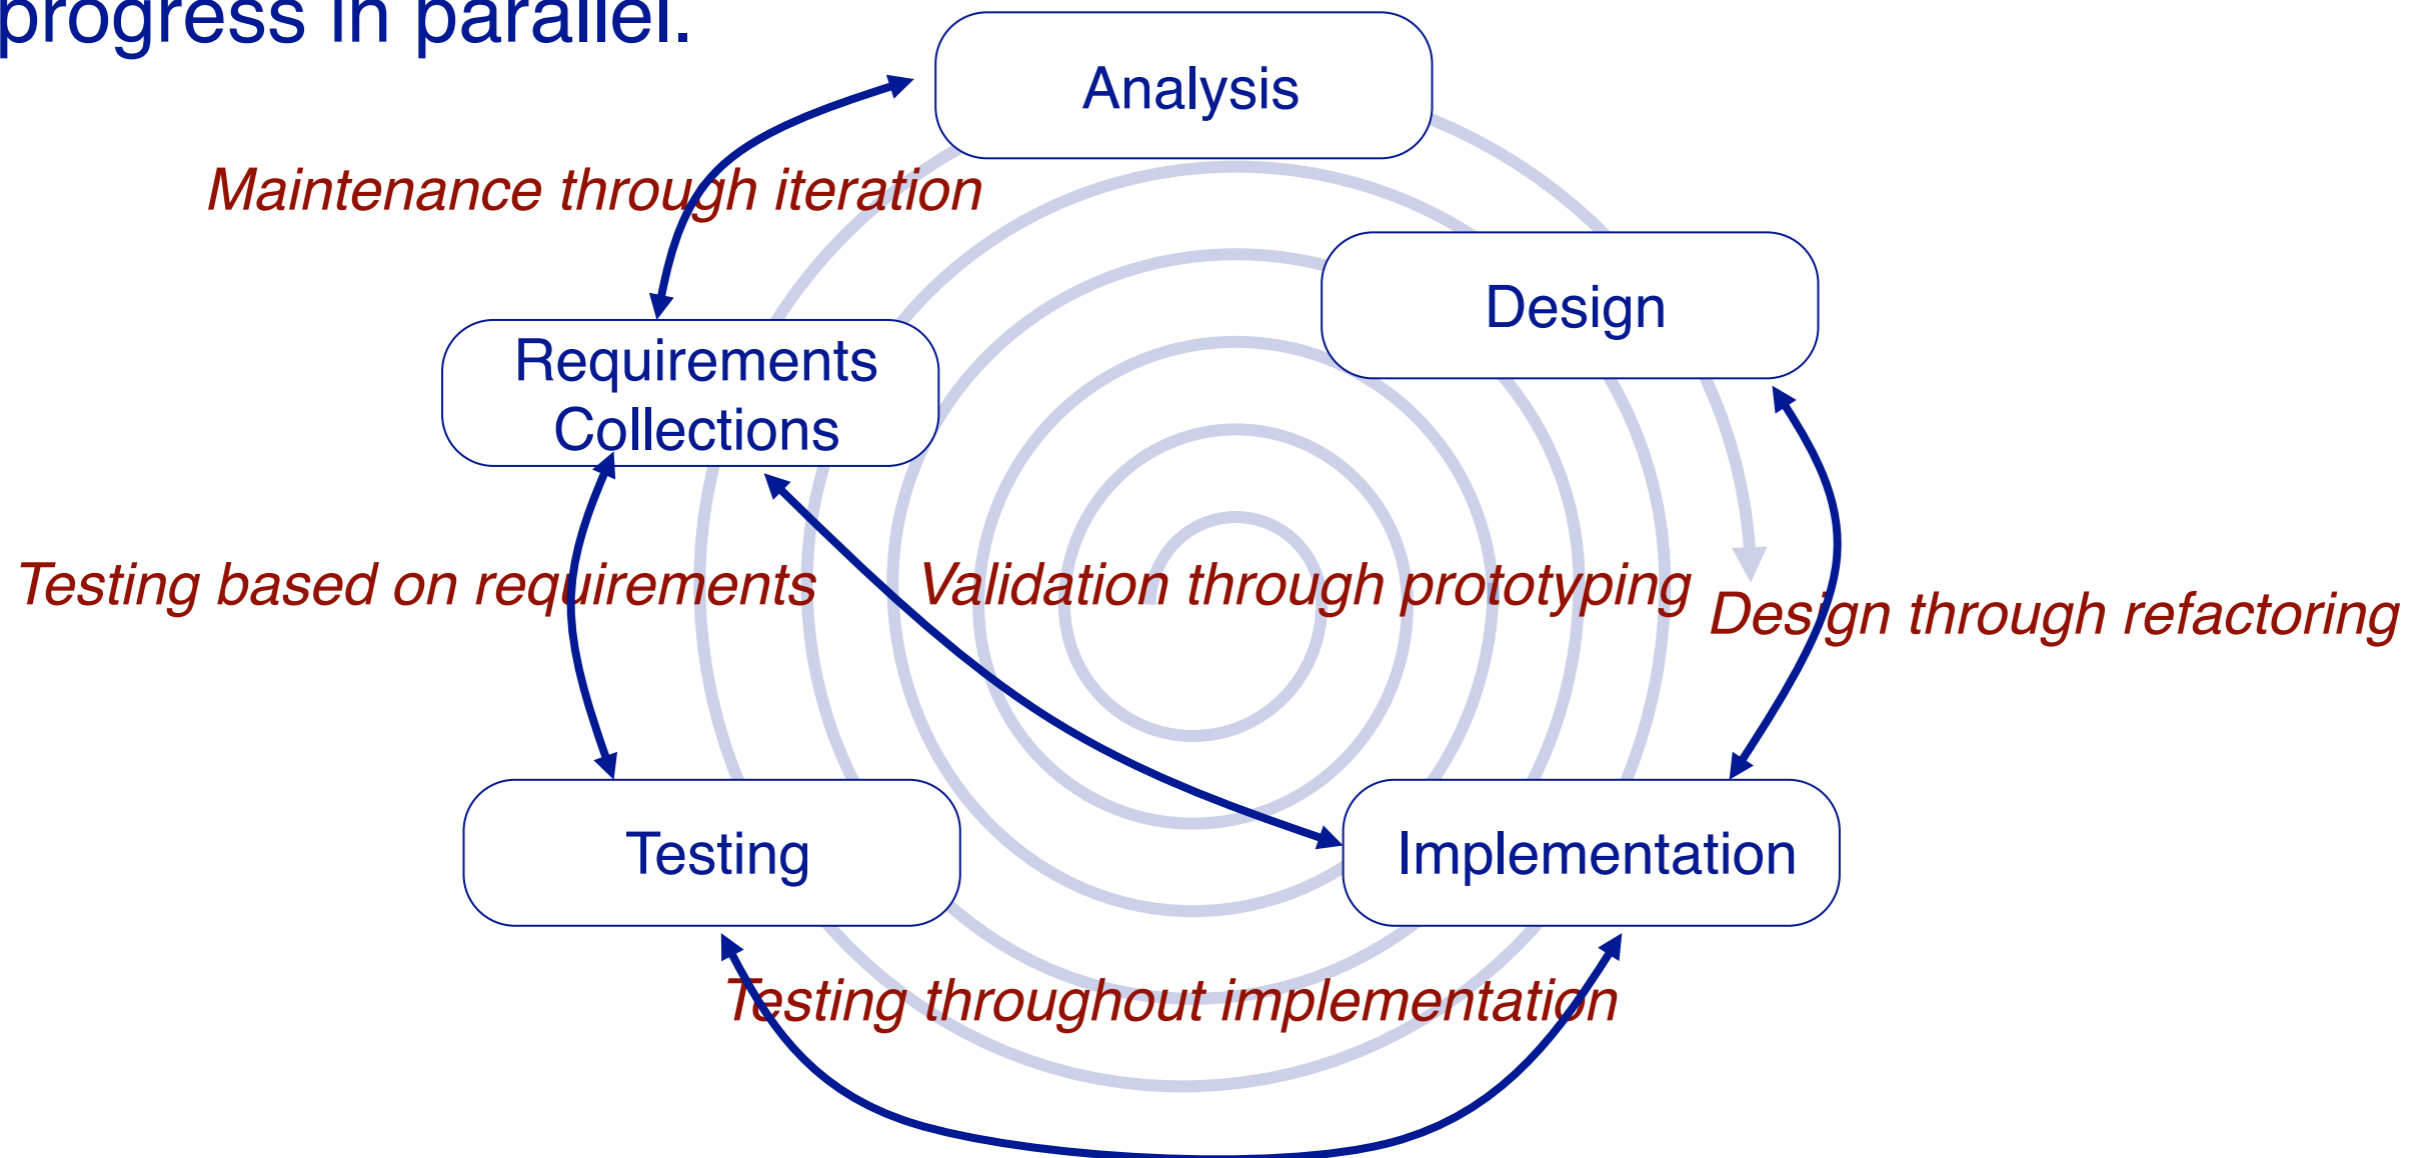 progress in parallel.
Analysis
Maintenance through iteration
Design
Requirements
Collections
Testing based on requirements
Validation through prototyping
Design through refactoring
Testing
Implementation
Testing throughout implementation